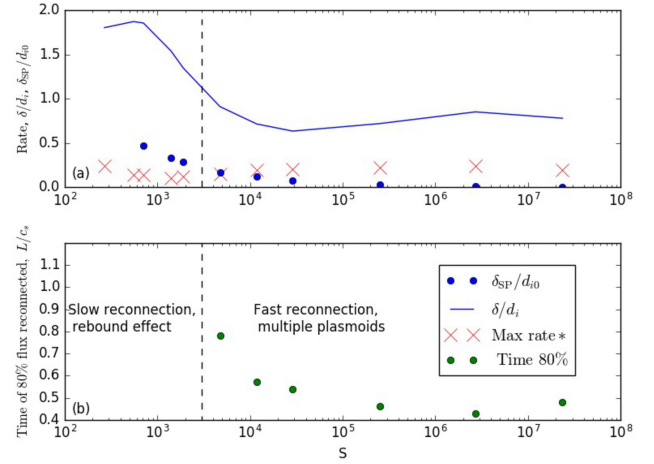 Rate, δ/d_i, δ_SP/d_i0
2.0
1.5
1.0
0.5
0.0
(a)
10^2
10^3
10^4
10^5
10^6
10^7
10^8
Time of 80% flux reconnected, L/c_s
1.1
1.0
0.9
0.8
0.7
0.6
0.5
0.4
Slow reconnection,
rebound effect
Fast reconnection,
multiple plasmoids
δ_SP/d_i0
δ/d_i
Max rate*
Time 80%
(b)
10^2
10^3
10^4
10^5
10^6
10^7
10^8
S